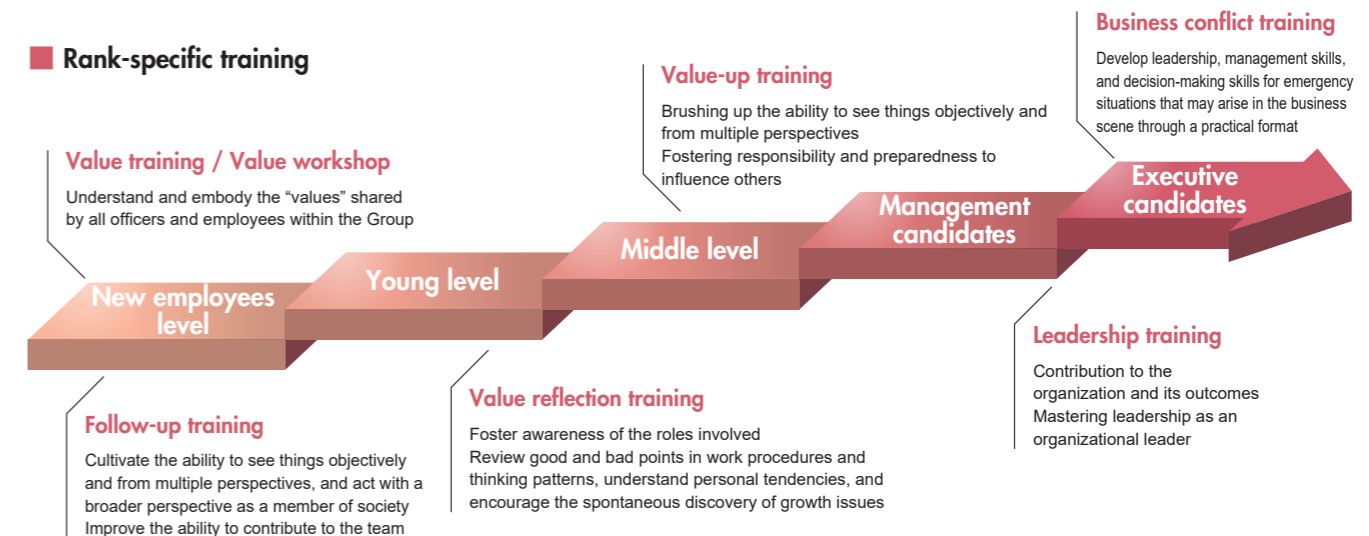 Rank-specific training
Value training / Value workshop
Understand and embody the “values” shared
by all officers and employees within the Group
New employees
level
Follow-up training
Cultivate the ability to see things objectively
and from multiple perspectives, and act with a
broader perspective as a member of society
Improve the ability to contribute to the team
Young level
Value reflection training
Foster awareness of the roles involved
Review good and bad points in work procedures and
thinking patterns, understand personal tendencies, and
encourage the spontaneous discovery of growth issues
Value-up training
Brushing up the ability to see things objectively and
from multiple perspectives
Fostering responsibility and preparedness to
influence others
Middle level
Management
candidates
Leadership training
Contribution to the
organization and its outcomes
Mastering leadership as an
organizational leader
Business conflict training
Develop leadership, management skills,
and decision-making skills for emergency
situations that may arise in the business
scene through a practical format
Executive
candidates